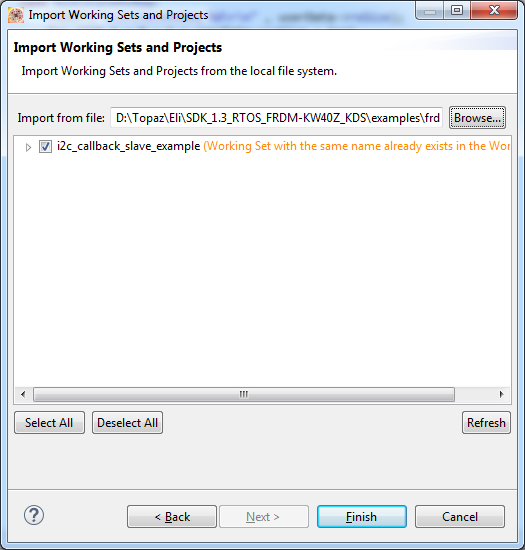 Import Working Sets and Projects
Import Working Sets and Projects
Import Working Sets and Projects from the local file system.
Import from file: D:\Topaz\Eli\SDK_1.3_RTOS_FRDM-KW40Z_KDS\examples\frd Browse...
i2c_callback_slave_example (Working Set with the same name already exists in the Wor
Select All Deselect All Refresh
? < Back Next > Finish Cancel